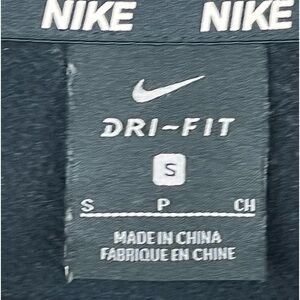 NIKE NIKE
DRI-FIT
S
S P CH
MADE IN CHINA
FABRIQUE EN CHINE